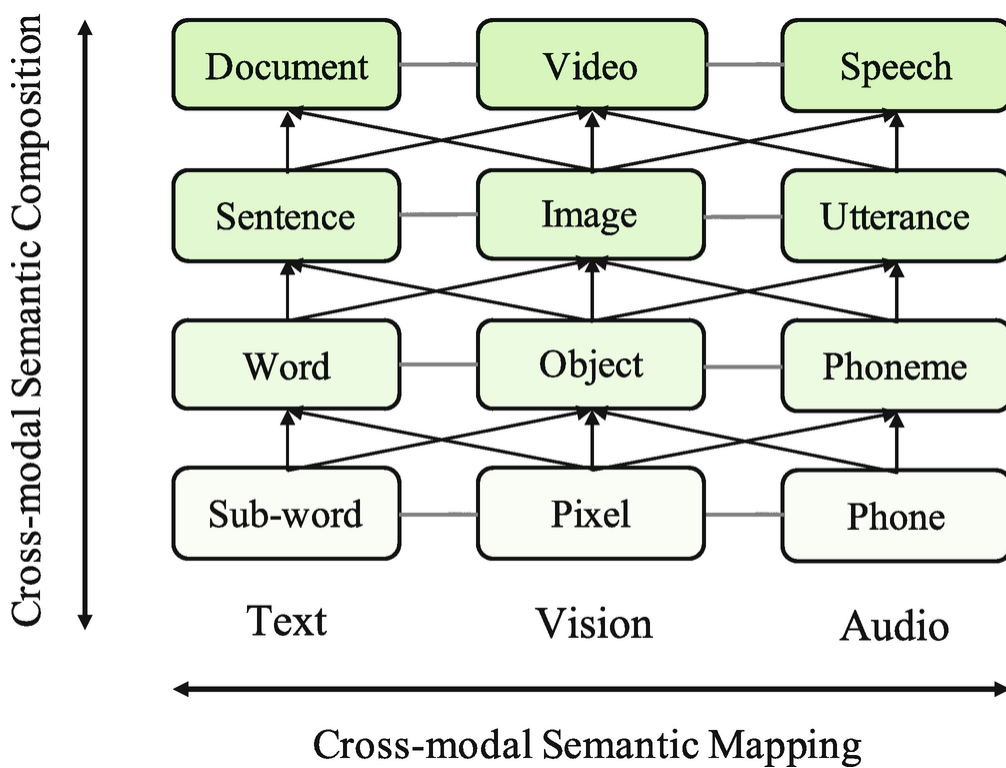 Cross-modal Semantic Composition
Document Video Speech
Sentence Image Utterance
Word Object Phoneme
Sub-word Pixel Phone
Text Vision Audio
Cross-modal Semantic Mapping